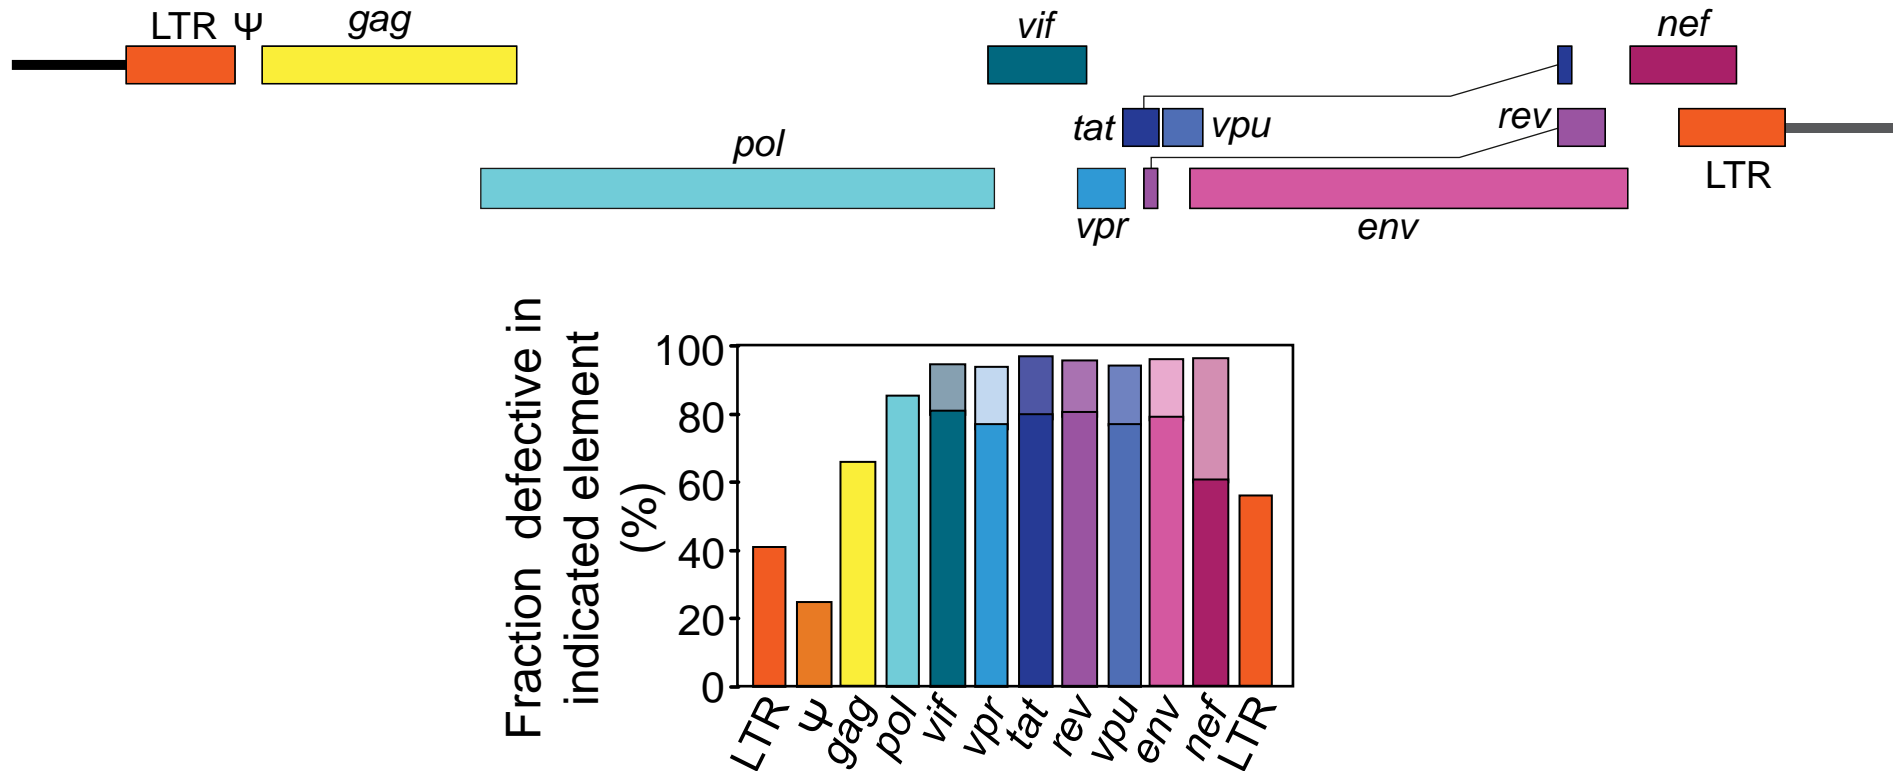 LTR Ψ gag vif nef
tat vpu rev
pol LTR
vpr env
Fraction defective in
indicated element
(%)
100
80
60
40
20
0
LTR Ψ gag pol vif vpr tat rev vpu env nef LTR